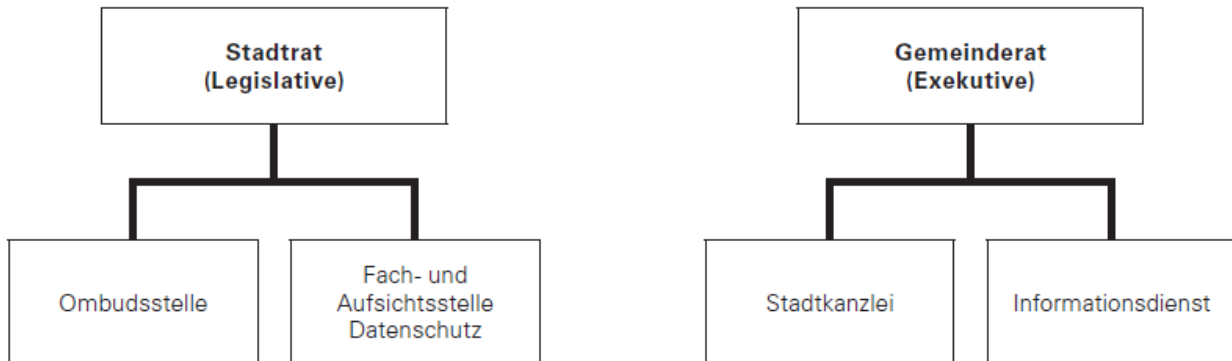 Stadtrat
(Legislative)
Gemeinderat
(Exekutive)
Ombudsstelle
Fach- und
Aufsichtsstelle
Datenschutz
Stadtkanzlei
Informationsdienst